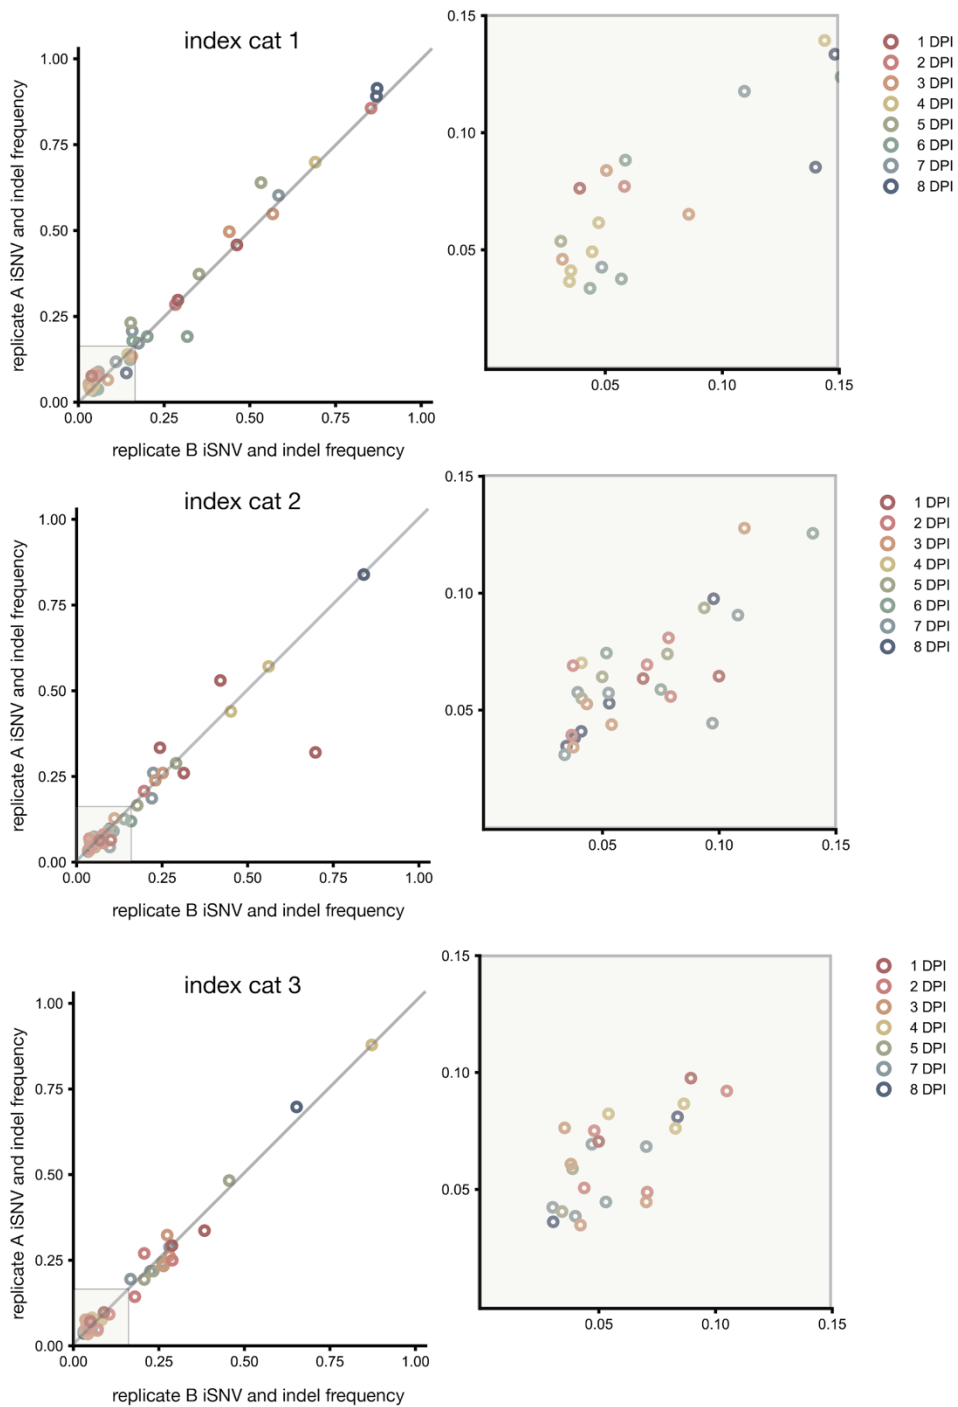 index cat 1
replicate A iSNV and indel frequency
1.00
0.75
0.50
0.25
0.00
0.00 0.25 0.50 0.75 1.00
replicate B iSNV and indel frequency
0.15
0.10
0.05
0.05 0.10 0.15
1 DPI
2 DPI
3 DPI
4 DPI
5 DPI
6 DPI
7 DPI
8 DPI
index cat 2
replicate A iSNV and indel frequency
1.00
0.75
0.50
0.25
0.00
0.00 0.25 0.50 0.75 1.00
replicate B iSNV and indel frequency
0.15
0.10
0.05
0.05 0.10 0.15
1 DPI
2 DPI
3 DPI
4 DPI
5 DPI
6 DPI
7 DPI
8 DPI
index cat 3
replicate A iSNV and indel frequency
1.00
0.75
0.50
0.25
0.00
0.00 0.25 0.50 0.75 1.00
replicate B iSNV and indel frequency
0.15
0.10
0.05
0.05 0.10 0.15
1 DPI
2 DPI
3 DPI
4 DPI
5 DPI
7 DPI
8 DPI